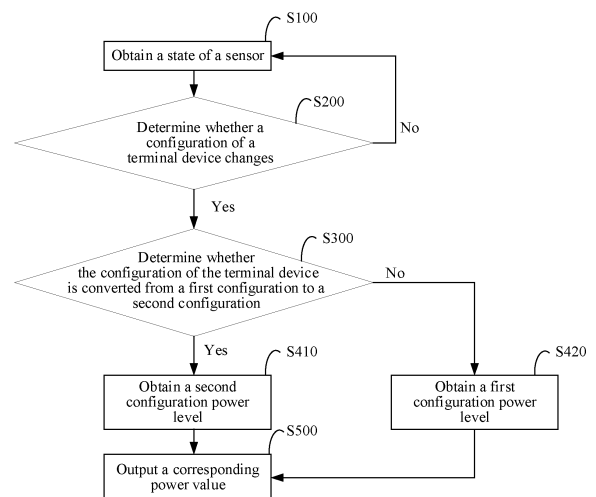 S100
Obtain a state of a sensor
S200
Determine whether a
configuration of a
terminal device changes
No
Yes
S300
Determine whether
the configuration of the terminal device
is converted from a first configuration to a
second configuration
No
Yes
S410
Obtain a second
configuration power
level
S420
Obtain a first
configuration power
level
S500
Output a corresponding
power value